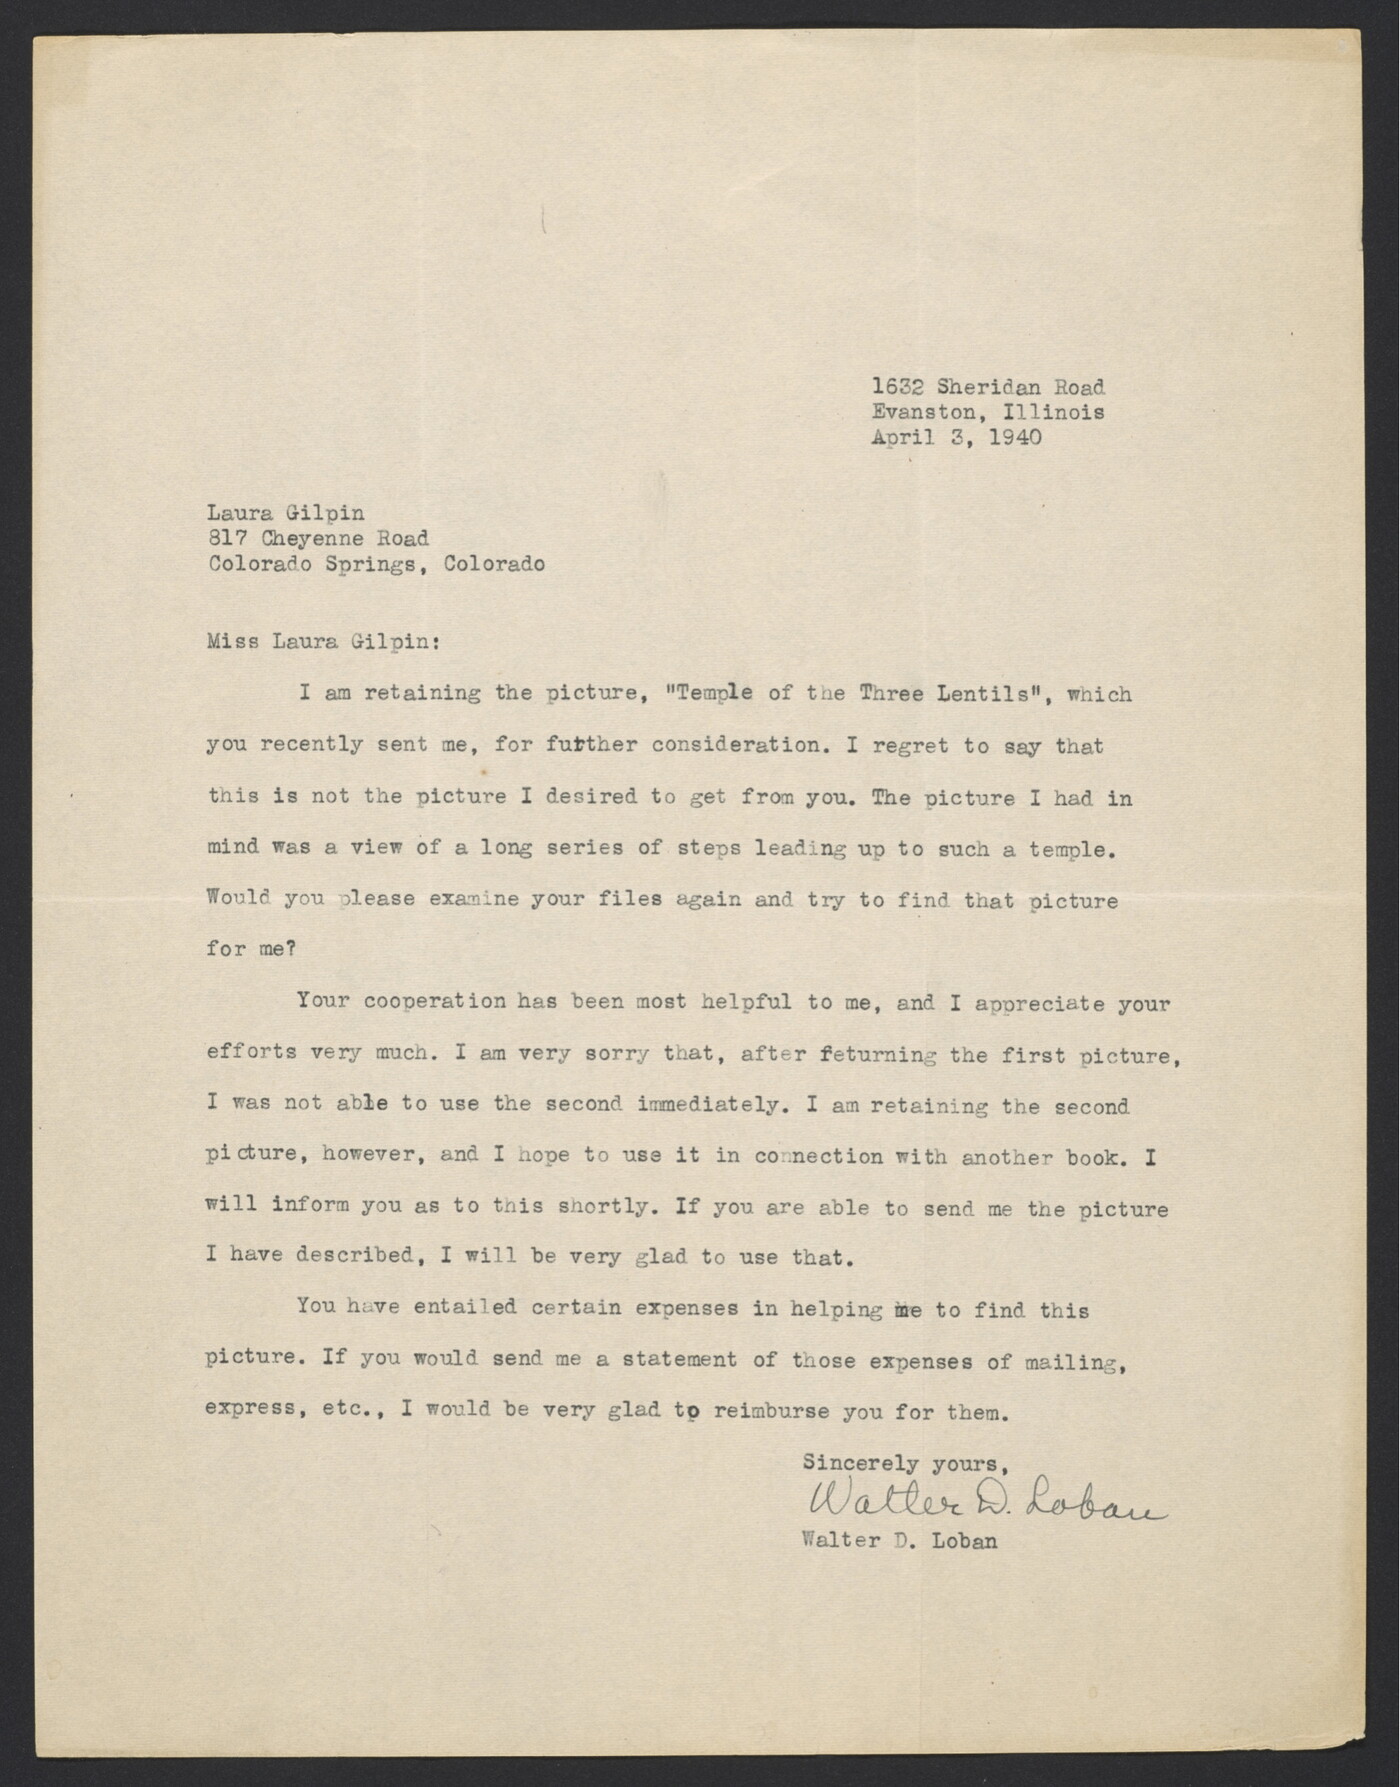 1632 Sheridan Road
Evanston, Illinois
April 3, 1940
Laura Gilpin
817 Cheyenne Road
Colorado Springs, Colorado
Miss Laura Gilpin:
I am retaining the picture, "Temple of the Three Lentils", which
you recently sent me, for further consideration. I regret to say that
this is not the picture I desired to get from you. The picture I had in
mind was a view of a long series of steps leading up to such a temple.
Would you please examine your files again and try to find that picture
for me?
Your cooperation has been most helpful to me, and I appreciate your
efforts very much. I am very sorry that, after returning the first picture,
I was not able to use the second immediately. I am retaining the second
picture, however, and I hope to use it in connection with another book. I
will inform you as to this shortly. If you are able to send me the picture
I have described, I will be very glad to use that.
You have entailed certain expenses in helping me to find this
picture. If you would send me a statement of those expenses of mailing,
express, etc., I would be very glad to reimburse you for them.
Sincerely yours,
Walter D. Loban
Walter D. Loban